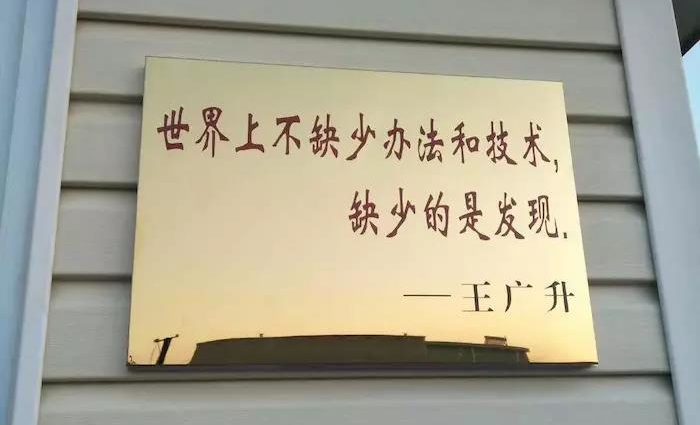 世界上不缺少办法和技术,
缺少的是发现.
——王广升